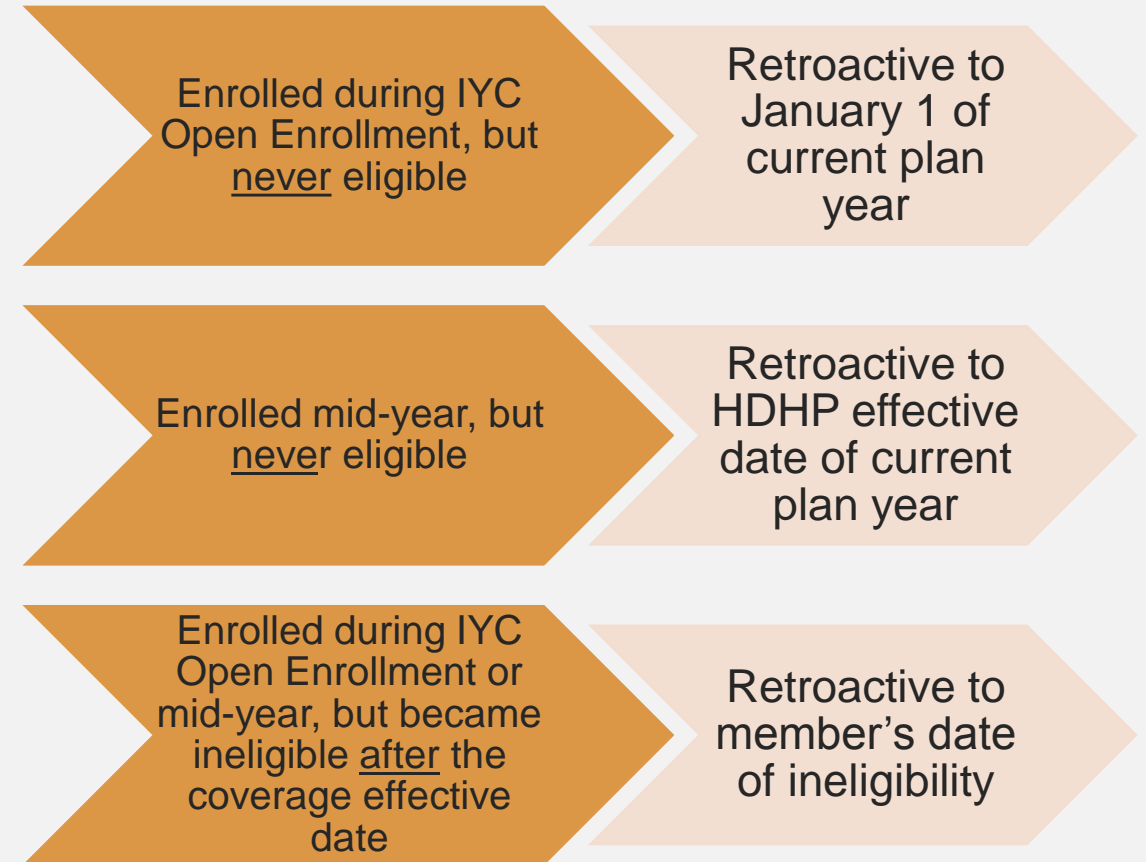 Enrolled during IYC
Open Enrollment, but
never eligible
Retroactive to
January 1 of
current plan
year
Enrolled mid-year, but
never eligible
Retroactive to
HDHP effective
date of current
plan year
Enrolled during IYC
Open Enrollment or
mid-year, but became
ineligible after the
coverage effective
date
Retroactive to
member’s date
of ineligibility